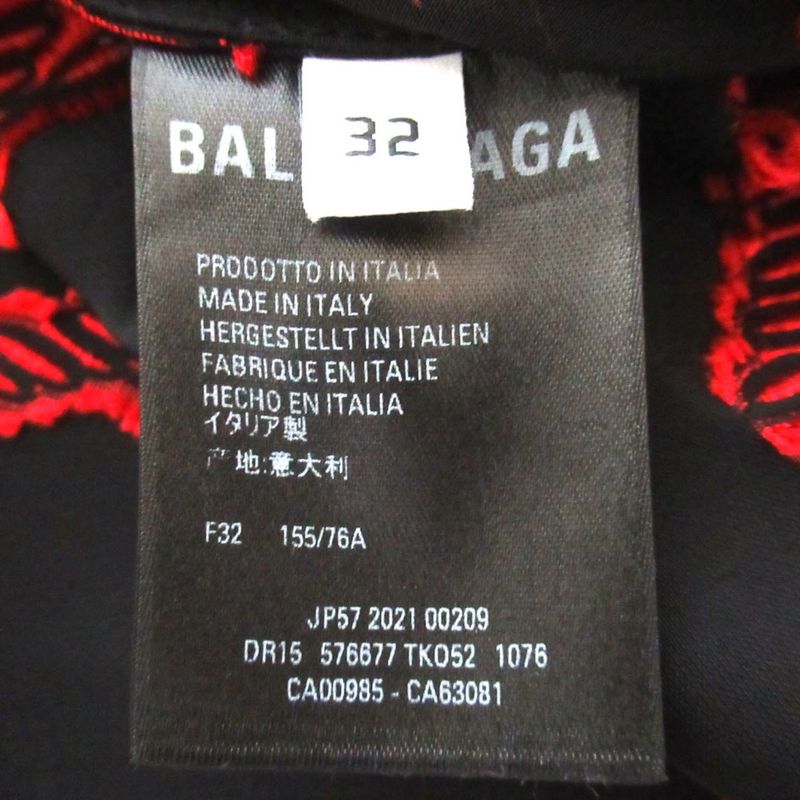 BAL AGA
32
PRODOTTO IN ITALIA
MADE IN ITALY
HERGESTELLT IN ITALIEN
FABRIQUE EN ITALIE
HECHO EN ITALIA
イタリア製
产地:意大利
F32 155/76A
JP57 2021 00209
DR15 576677 TKO52 1076
CA00985 - CA63081